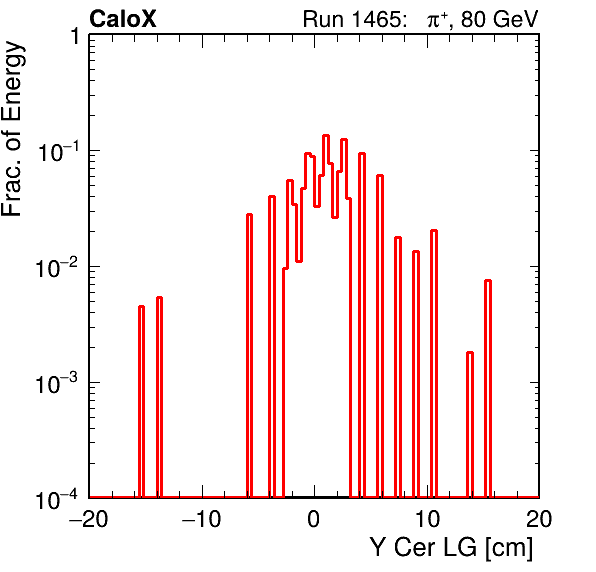 CaloX Run 1465: π⁺, 80 GeV
Frac. of Energy
1
10⁻¹
10⁻²
10⁻³
10⁻⁴
−20 −10 0 10 20
Y Cer LG [cm]